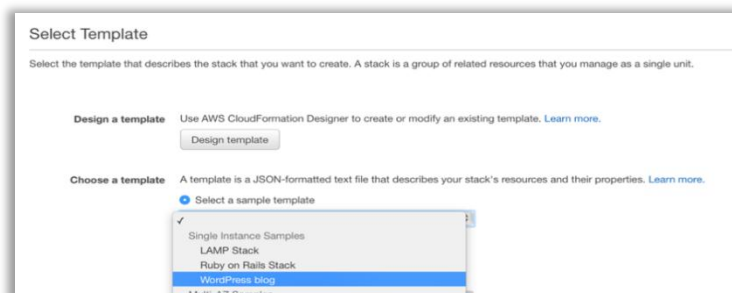 Select Template
Select the template that describes the stack that you want to create. A stack is a group of related resources that you manage as a single unit.
Design a template Use AWS CloudFormation Designer to create or modify an existing template. Learn more.
Design template
Choose a template A template is a JSON-formatted text file that describes your stack's resources and their properties. Learn more.
Select a sample template
Single Instance Samples
LAMP Stack
Ruby on Rails Stack
WordPress blog